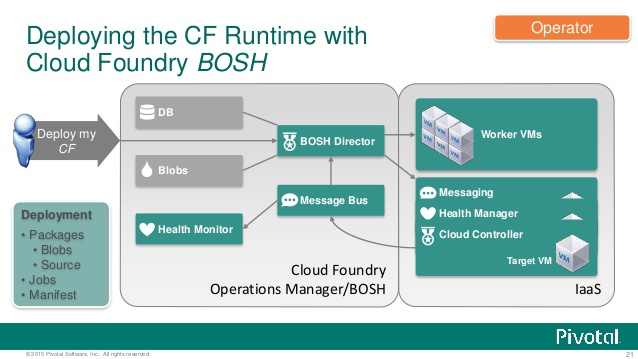 Deploying the CF Runtime with
Cloud Foundry BOSH
Operator
Deploy my
CF
DB
BOSH Director
Blobs
Message Bus
Health Monitor
Cloud Foundry
Operations Manager/BOSH
VM VM VM
VM VM VM
Worker VMs
Messaging
Health Manager
Cloud Controller
Target VM
VM
IaaS
Deployment
• Packages
• Blobs
• Source
• Jobs
• Manifest
Pivotal
© 2015 Pivotal Software, Inc. All rights reserved.
21